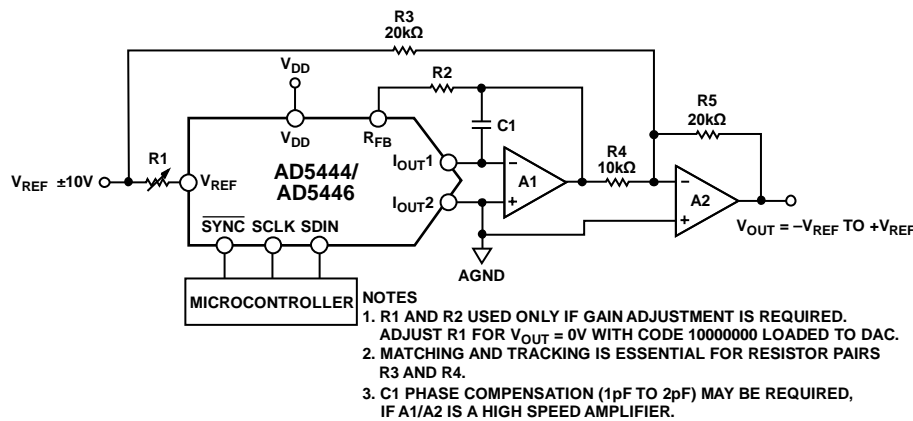 R3
20kΩ
VDD
R2
R5
20kΩ
C1
VDD
RFB
R4
10kΩ
R1
AD5444/
AD5446
IOUT1
A1
VREF ±10V
VREF
IOUT2
A2
SYNC SCLK SDIN
VOUT = –VREF TO +VREF
AGND
MICROCONTROLLER
NOTES
1. R1 AND R2 USED ONLY IF GAIN ADJUSTMENT IS REQUIRED.
ADJUST R1 FOR VOUT = 0V WITH CODE 10000000 LOADED TO DAC.
2. MATCHING AND TRACKING IS ESSENTIAL FOR RESISTOR PAIRS
R3 AND R4.
3. C1 PHASE COMPENSATION (1pF TO 2pF) MAY BE REQUIRED,
IF A1/A2 IS A HIGH SPEED AMPLIFIER.